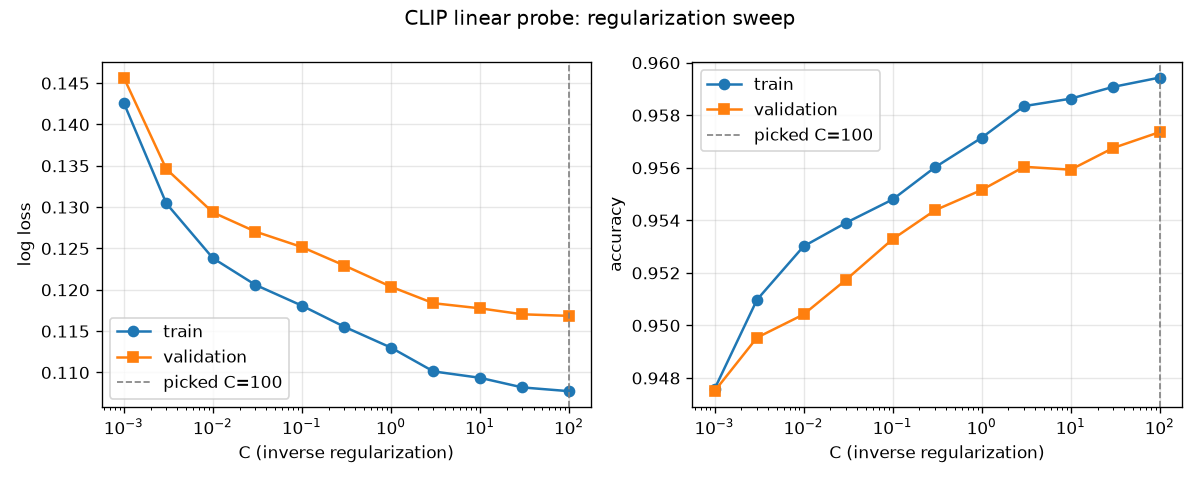 CLIP linear probe: regularization sweep
log loss
0.145
0.140
0.135
0.130
0.125
0.120
0.115
0.110
train
validation
picked C=100
10⁻³
10⁻²
10⁻¹
10⁰
10¹
10²
C (inverse regularization)
accuracy
0.960
0.958
0.956
0.954
0.952
0.950
0.948
train
validation
picked C=100
10⁻³
10⁻²
10⁻¹
10⁰
10¹
10²
C (inverse regularization)